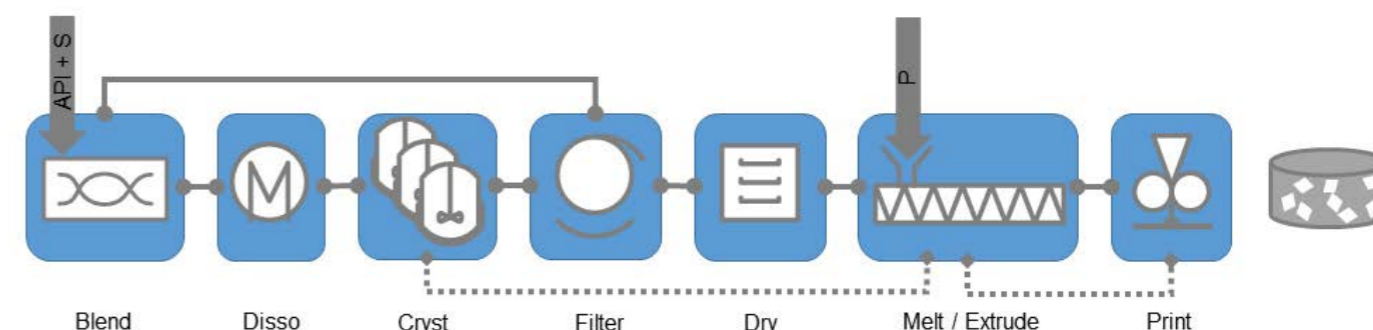 API + S
P
M
Blend
Disso
Cryst
Filter
Dry
Melt / Extrude
Print